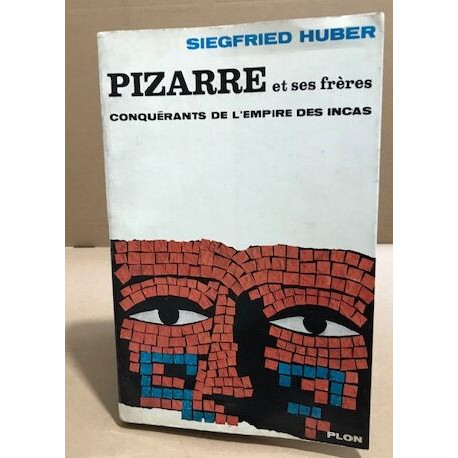 SIEGFRIED HUBER
PIZARRE et ses frères
CONQUÉRANTS DE L'EMPIRE DES INCAS
PLON